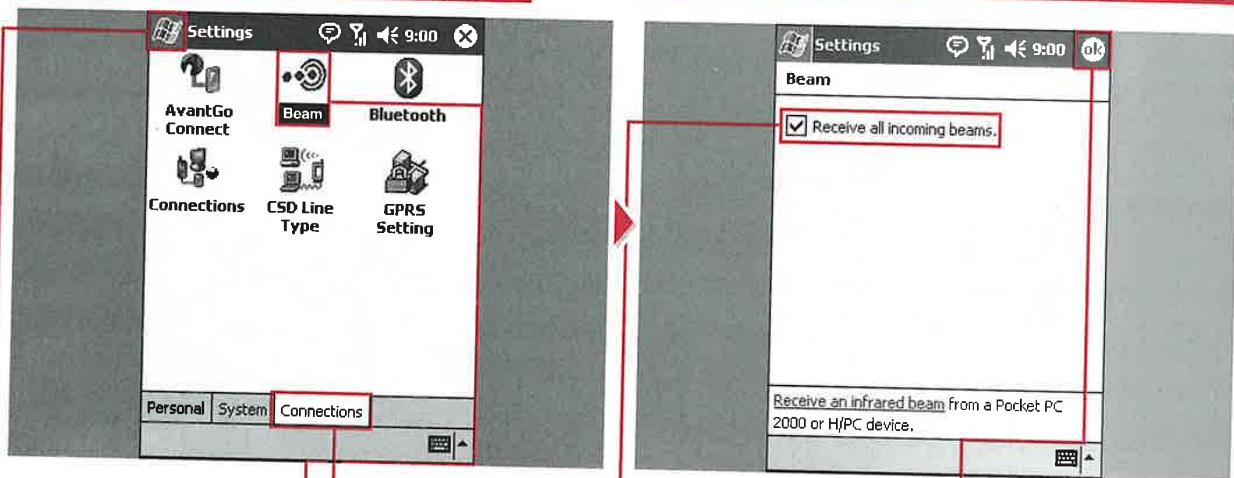 Settings 9:00
AvantGo
Connect
Beam
Bluetooth
Connections
CSD Line
Type
GPRS
Setting
Personal System Connections
Settings 9:00 ok
Beam
Receive all incoming beams.
Receive an infrared beam from a Pocket PC
2000 or H/PC device.